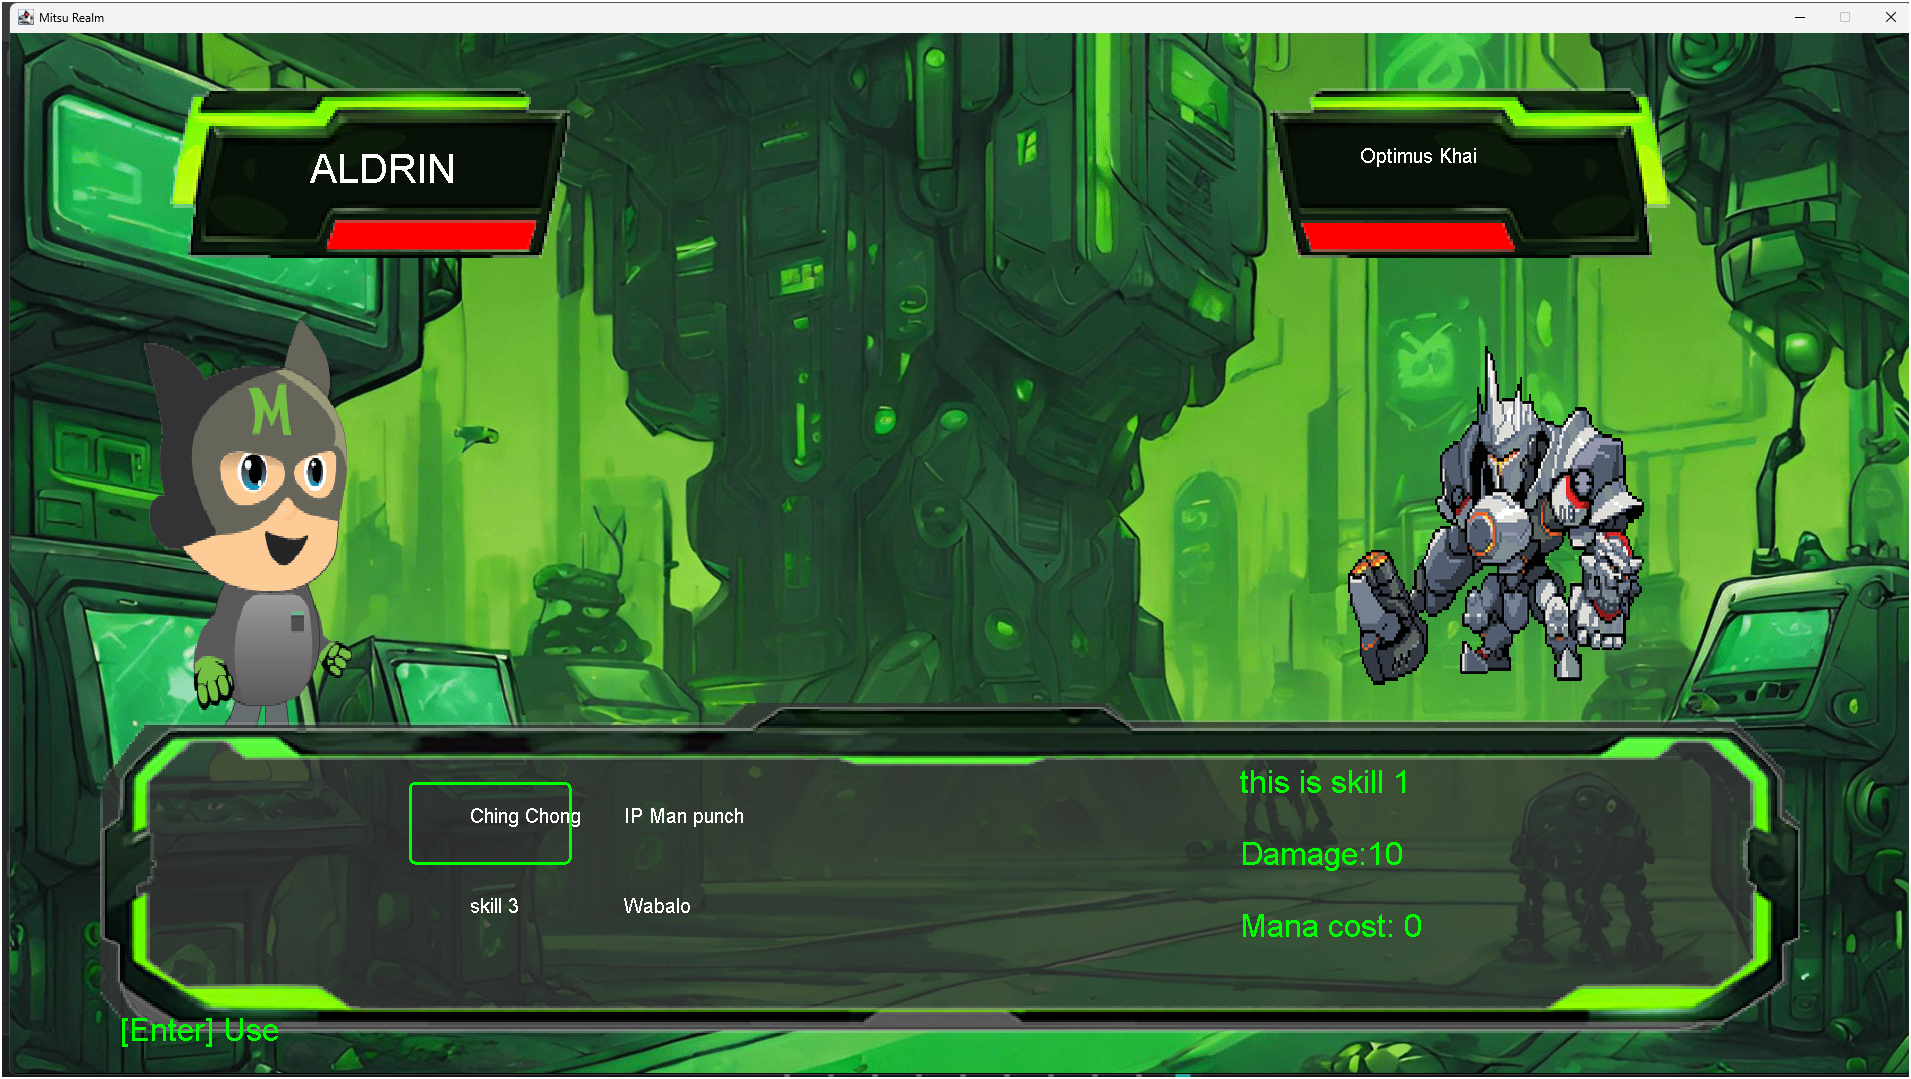 Mitsu Realm
ALDRIN
Optimus Khai
M
Ching Chong
IP Man punch
skill 3
Wabalo
this is skill 1
Damage:10
Mana cost: 0
[Enter] Use